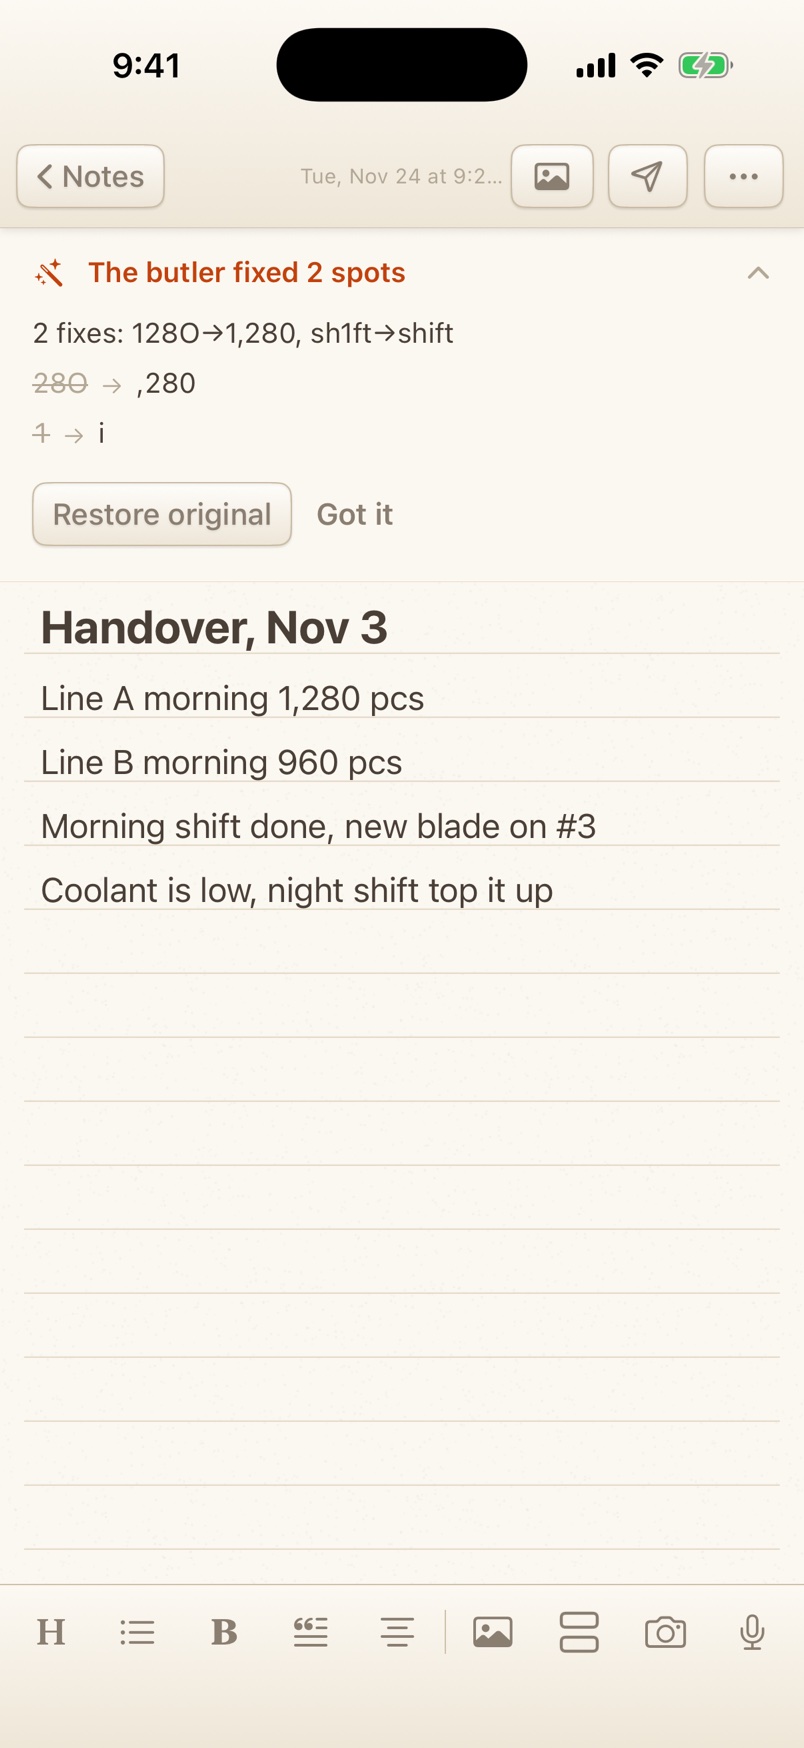 9:41
Notes
Tue, Nov 24 at 9:2...
The butler fixed 2 spots
2 fixes: 128O→1,280, sh1ft→shift
28O → ,280
1 → i
Restore original
Got it
Handover, Nov 3
Line A morning 1,280 pcs
Line B morning 960 pcs
Morning shift done, new blade on #3
Coolant is low, night shift top it up
H
B